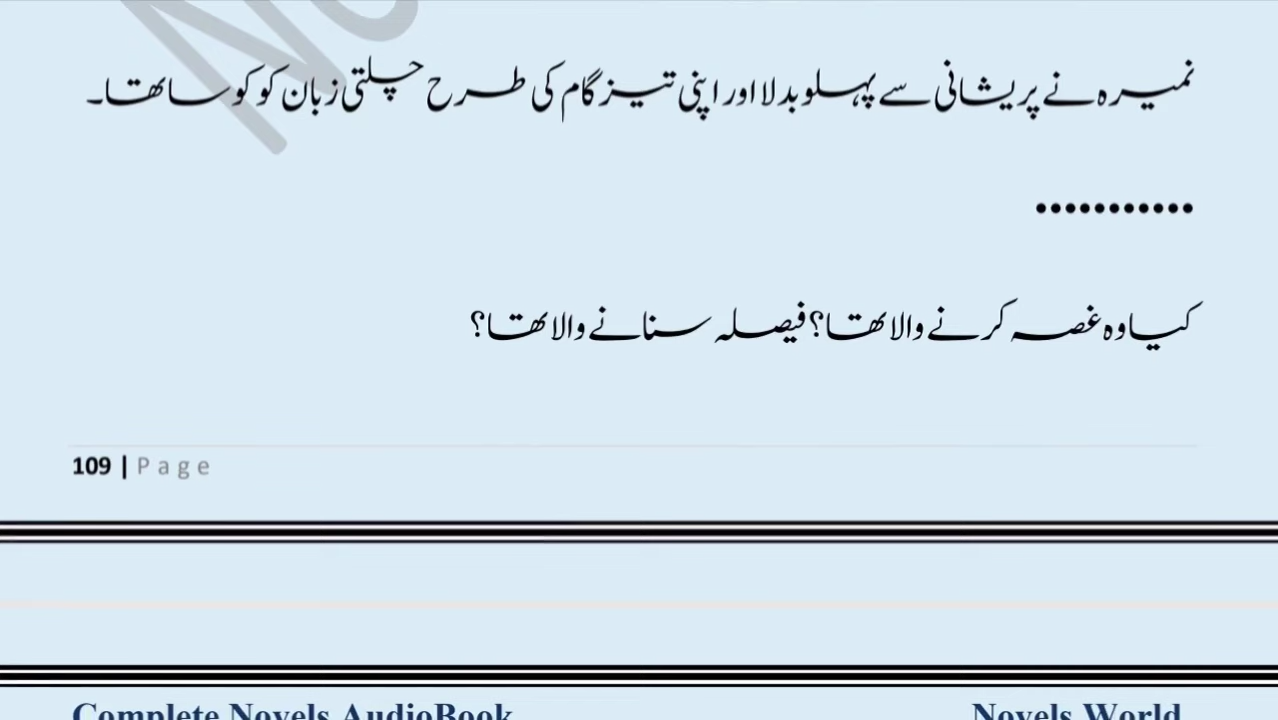 نمیرہ نے پریشانی سے پہلو بدلا اور اپنی تیز گام کی طرح چلتی زبان کو کوسا تھا۔
...........
کیا وہ غصہ کرنے والا تھا؟ فیصلہ سنانے والا تھا؟
109 | Page
Complete Novels AudioBook Novels World